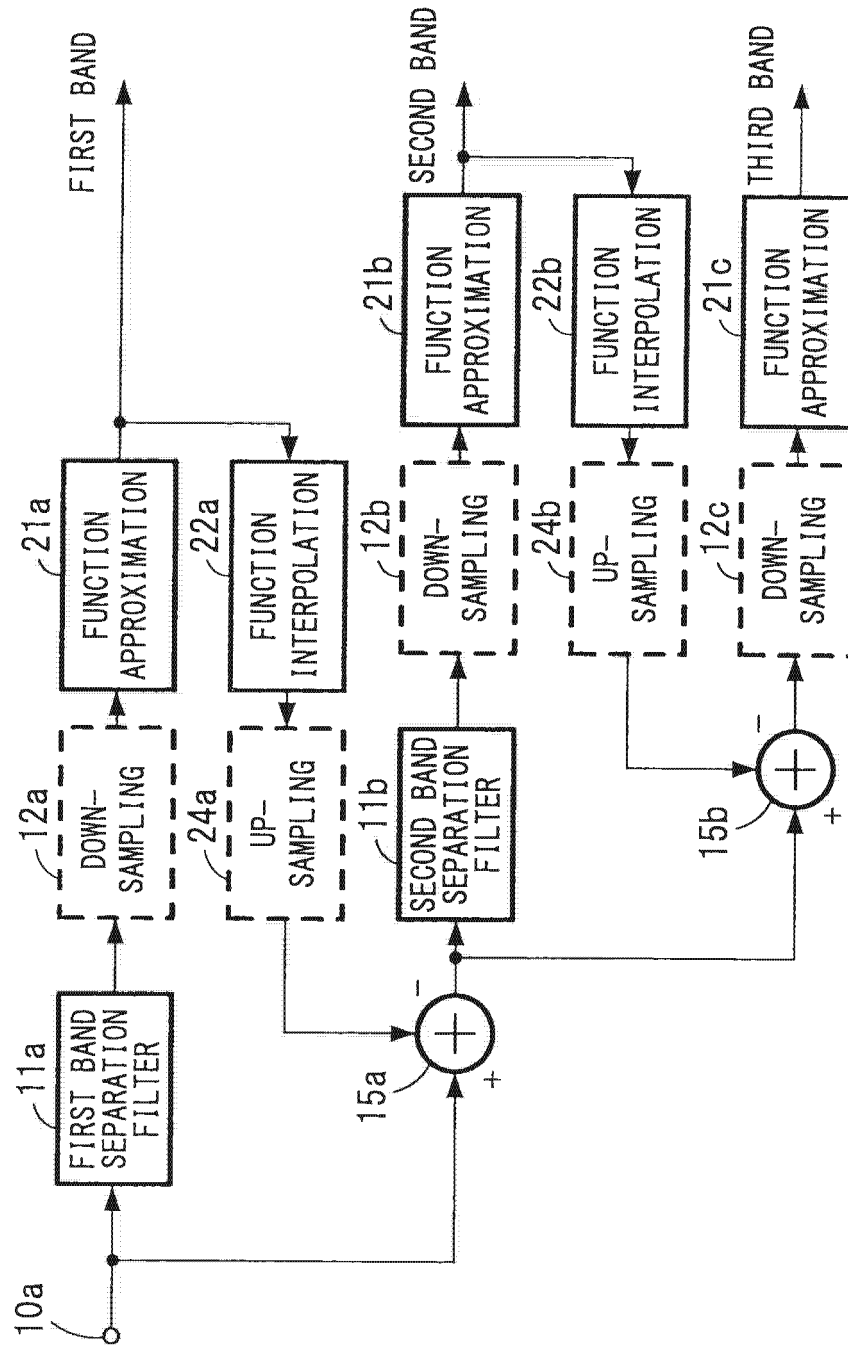 10a
11a
FIRST BAND
SEPARATION
FILTER
12a
DOWN-
SAMPLING
21a
FUNCTION
APPROXIMATION
FIRST BAND
24a
UP-
SAMPLING
22a
FUNCTION
INTERPOLATION
15a
+
-
+
11b
SECOND BAND
SEPARATION
FILTER
12b
DOWN-
SAMPLING
21b
FUNCTION
APPROXIMATION
SECOND BAND
24b
UP-
SAMPLING
22b
FUNCTION
INTERPOLATION
15b
+
-
+
12c
DOWN-
SAMPLING
21c
FUNCTION
APPROXIMATION
THIRD BAND